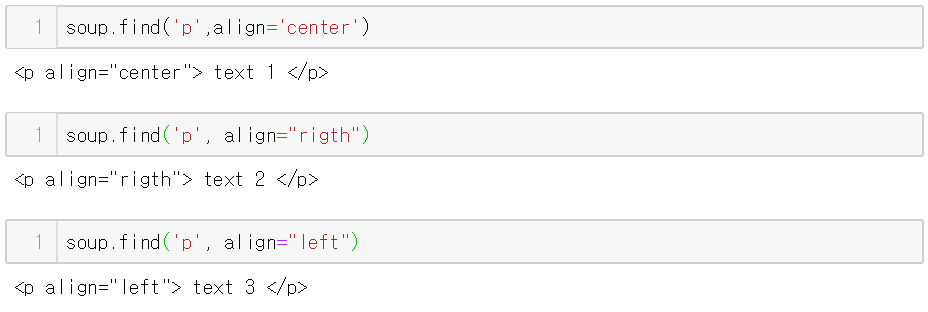 1 soup.find('p',align='center')
<p align="center"> text 1 </p>
1 soup.find('p', align="rigth")
<p align="rigth"> text 2 </p>
1 soup.find('p', align="left")
<p align="left"> text 3 </p>